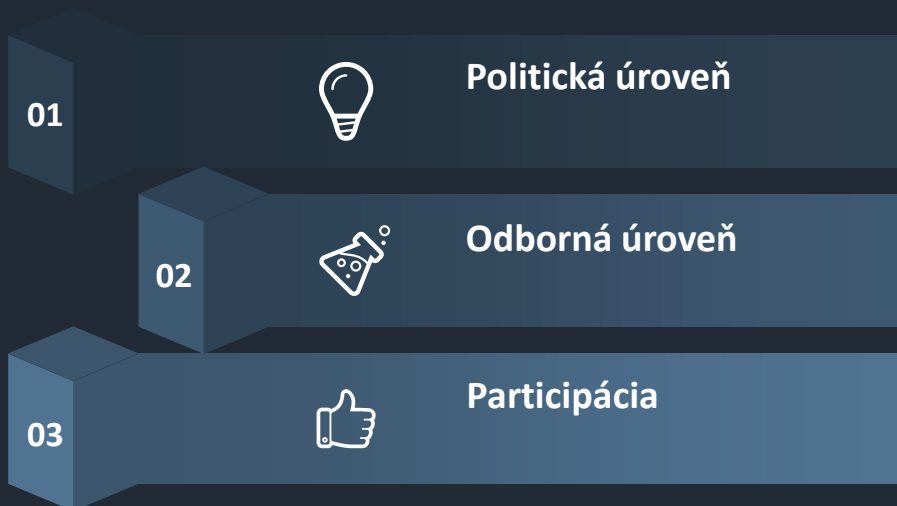 01
Politická úroveň
02
Odborná úroveň
03
Participácia